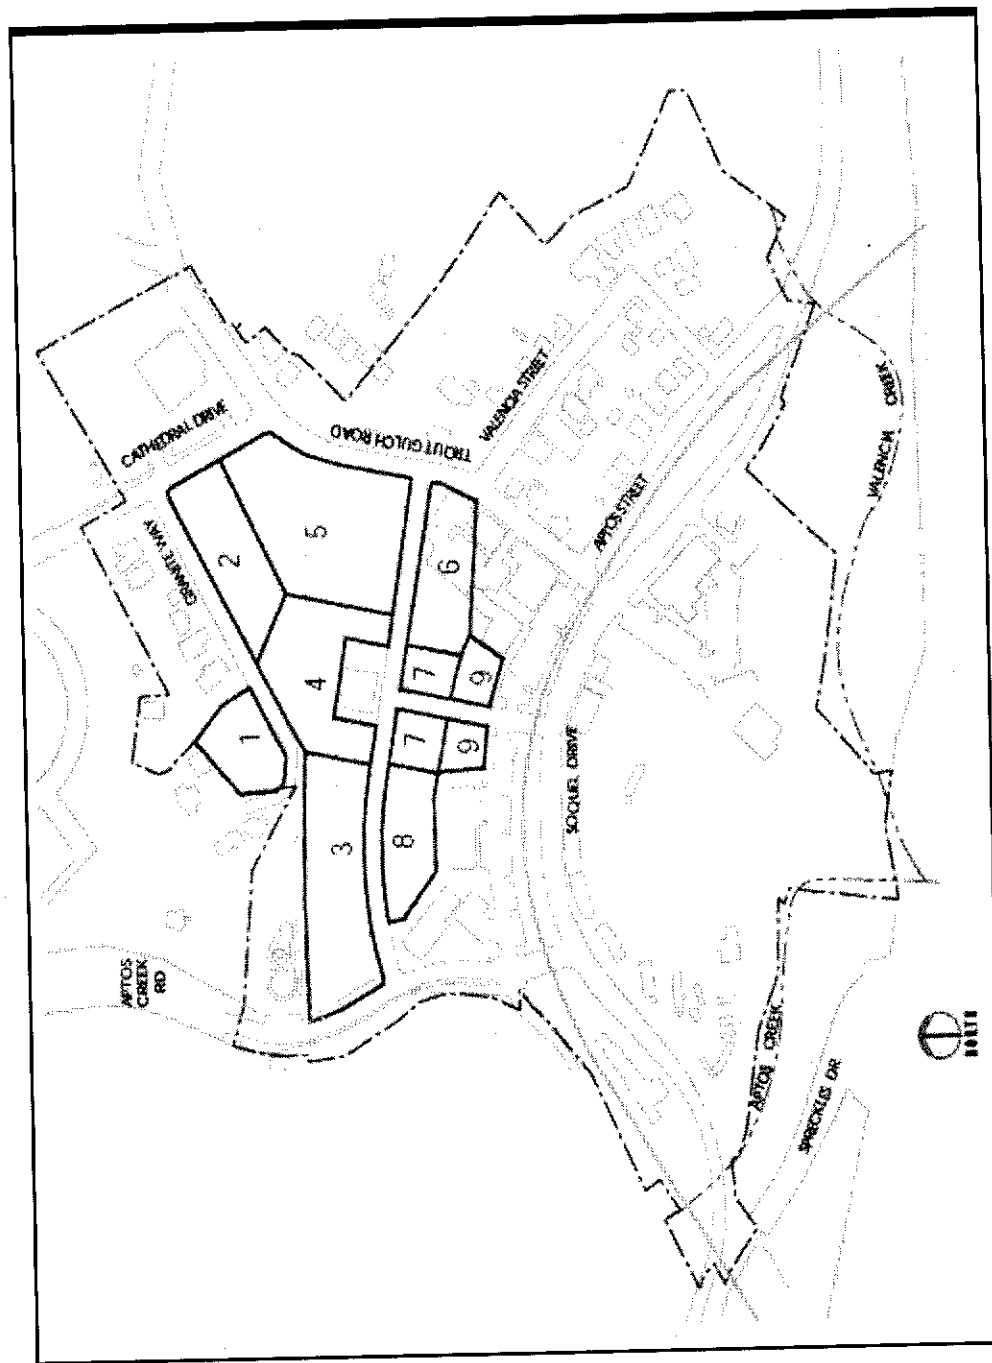 CATHEDRAL DRIVE
GRANITE WAY
TROUT GULCH ROAD
VALENCIA STREET
APTOS STREET
VALENCIA CREEK
SOQUEL DRIVE
APTOS
CREEK
RD
APTOS CREEK
SPRECKLES DR
1
2
3
4
5
6
7
7
8
9
9
NORTH